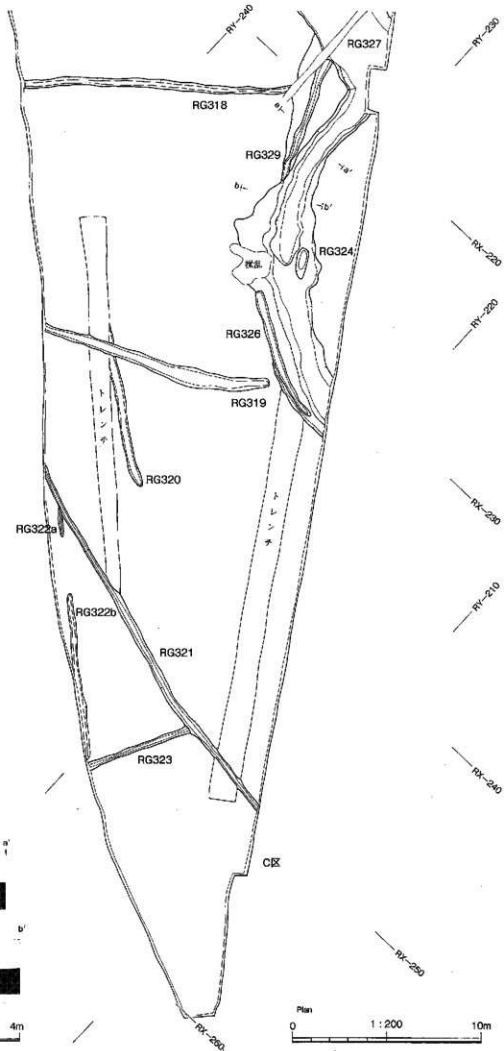 RY-240
RY-230
RG327
RG318
a
a'
RG329
b
b'
RG324
RX-220
撹乱
RY-220
RG326
RG319
トレンチ
RG320
トレンチ
RX-230
RG322a
RY-210
RG322b
RG321
RG323
RX-240
a'
C区
b'
RX-250
4m
RX-260
Plan
0
1:200
10m